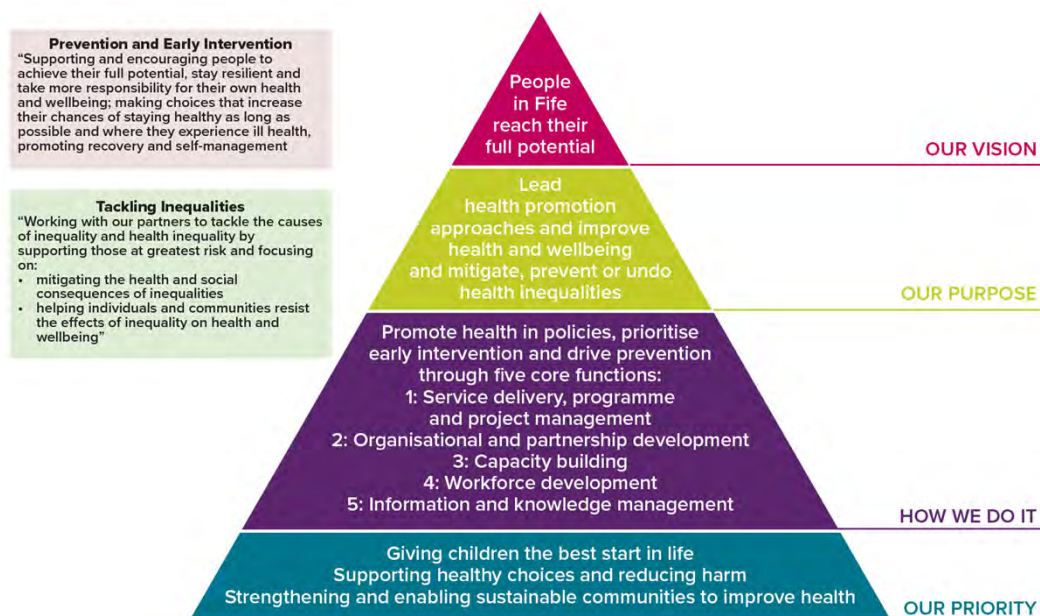 Prevention and Early Intervention
“Supporting and encouraging people to
achieve their full potential, stay resilient and
take more responsibility for their own health
and wellbeing; making choices that increase
their chances of staying healthy as long as
possible and where they experience ill health,
promoting recovery and self-management
Tackling Inequalities
“Working with our partners to tackle the causes
of inequality and health inequality by
supporting those at greatest risk and focusing
on:
• mitigating the health and social
consequences of inequalities
• helping individuals and communities resist
the effects of inequality on health and
wellbeing”
People
in Fife
reach their
full potential
OUR VISION
Lead
health promotion
approaches and improve
health and wellbeing
and mitigate, prevent or undo
health inequalities
OUR PURPOSE
Promote health in policies, prioritise
early intervention and drive prevention
through five core functions:
1: Service delivery, programme
and project management
2: Organisational and partnership development
3: Capacity building
4: Workforce development
5: Information and knowledge management
HOW WE DO IT
Giving children the best start in life
Supporting healthy choices and reducing harm
Strengthening and enabling sustainable communities to improve health
OUR PRIORITY